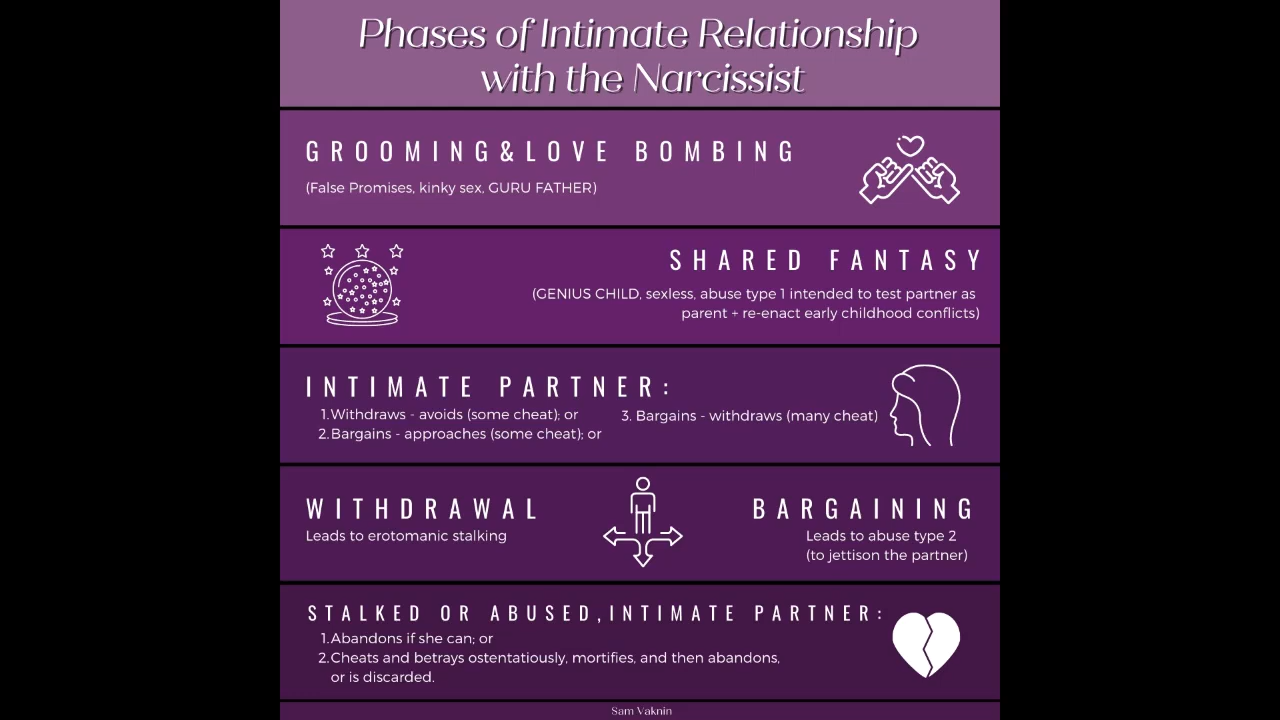 Phases of Intimate Relationship
with the Narcissist
GROOMING&LOVE BOMBING
(False Promises, kinky sex, GURU FATHER)
SHARED FANTASY
(GENIUS CHILD, sexless, abuse type 1 intended to test partner as
parent + re-enact early childhood conflicts)
INTIMATE PARTNER:
1. Withdraws - avoids (some cheat); or
2. Bargains - approaches (some cheat); or
3. Bargains - withdraws (many cheat)
WITHDRAWAL
Leads to erotomanic stalking
BARGAINING
Leads to abuse type 2
(to jettison the partner)
STALKED OR ABUSED, INTIMATE PARTNER:
1. Abandons if she can; or
2. Cheats and betrays ostentatiously, mortifies, and then abandons,
or is discarded.
Sam Vaknin